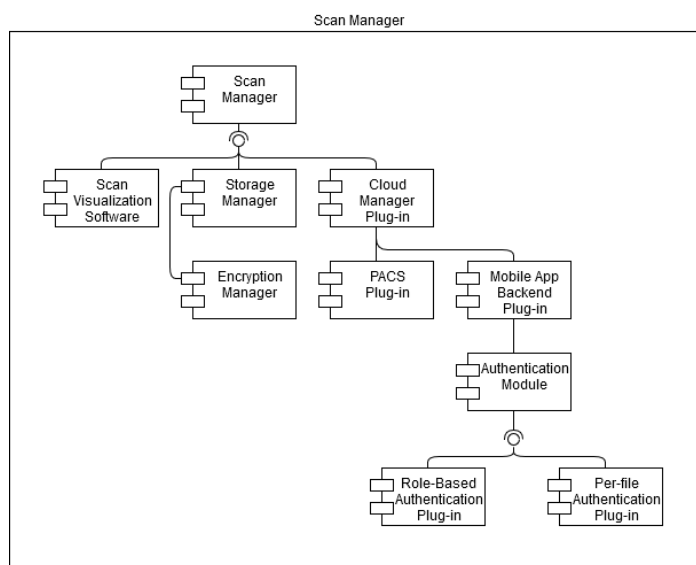 Scan Manager
Scan
Manager
Scan
Visualization
Software
Storage
Manager
Cloud
Manager
Plug-in
Encryption
Manager
PACS
Plug-in
Mobile App
Backend
Plug-in
Authentication
Module
Role-Based
Authentication
Plug-in
Per-file
Authentication
Plug-in